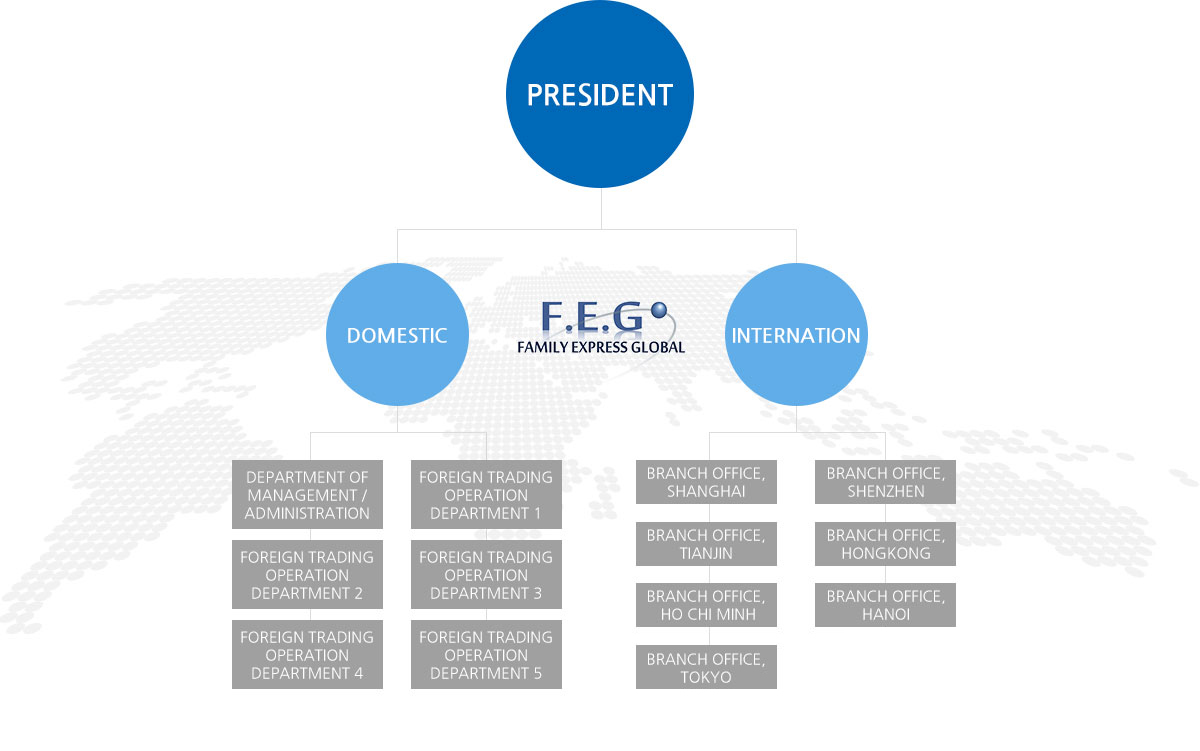 PRESIDENT
DOMESTIC
F.E.G
FAMILY EXPRESS GLOBAL
INTERNATION
DEPARTMENT OF
MANAGEMENT /
ADMINISTRATION
FOREIGN TRADING
OPERATION
DEPARTMENT 1
FOREIGN TRADING
OPERATION
DEPARTMENT 2
FOREIGN TRADING
OPERATION
DEPARTMENT 3
FOREIGN TRADING
OPERATION
DEPARTMENT 4
FOREIGN TRADING
OPERATION
DEPARTMENT 5
BRANCH OFFICE,
SHANGHAI
BRANCH OFFICE,
SHENZHEN
BRANCH OFFICE,
TIANJIN
BRANCH OFFICE,
HONGKONG
BRANCH OFFICE,
HO CHI MINH
BRANCH OFFICE,
HANOI
BRANCH OFFICE,
TOKYO